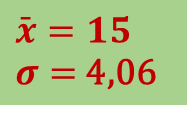 x̄ = 15
σ = 4,06